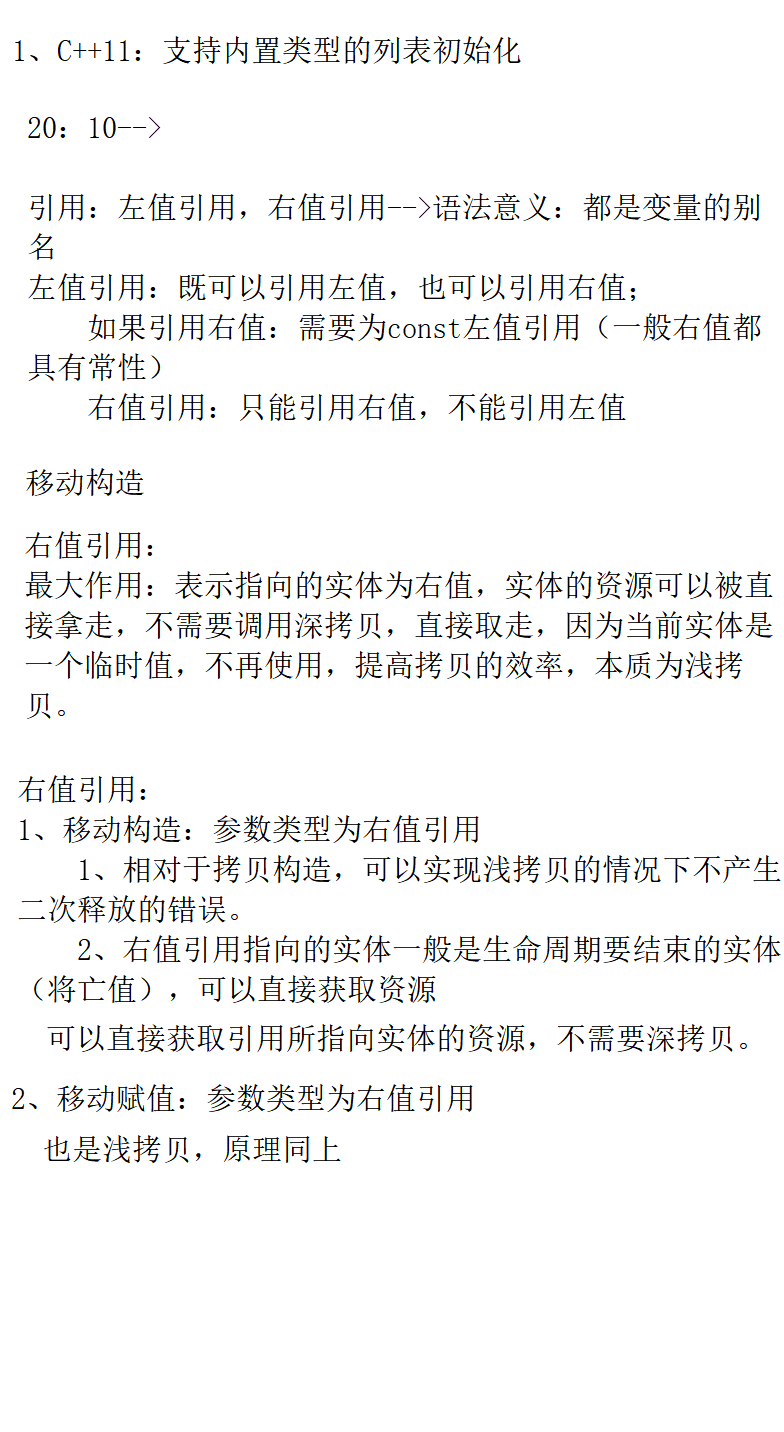 1、C++11：支持内置类型的列表初始化
20：10-->
引用：左值引用，右值引用-->语法意义：都是变量的别
名
左值引用：既可以引用左值，也可以引用右值；
如果引用右值：需要为const左值引用（一般右值都
具有常性）
右值引用：只能引用右值，不能引用左值
移动构造
右值引用：
最大作用：表示指向的实体为右值，实体的资源可以被直
接拿走，不需要调用深拷贝，直接取走，因为当前实体是
一个临时值，不再使用，提高拷贝的效率，本质为浅拷
贝。
右值引用：
1、移动构造：参数类型为右值引用
1、相对于拷贝构造，可以实现浅拷贝的情况下不产生
二次释放的错误。
2、右值引用指向的实体一般是生命周期要结束的实体
（将亡值），可以直接获取资源
可以直接获取引用所指向实体的资源，不需要深拷贝。
2、移动赋值：参数类型为右值引用
也是浅拷贝，原理同上